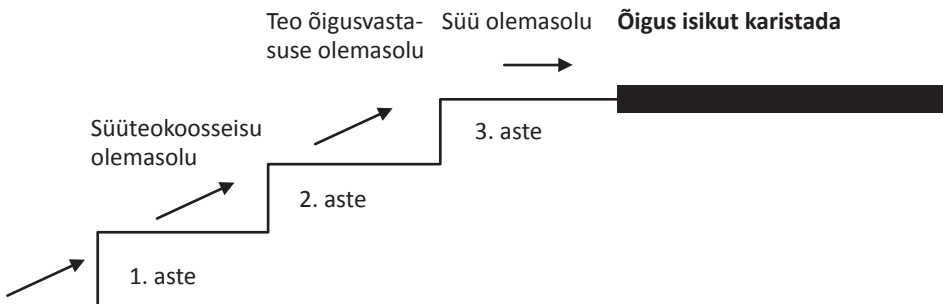 Teo õigusvasta-
suse olemasolu
Süü olemasolu
Õigus isikut karistada
Süüteokoosseisu
olemasolu
3. aste
2. aste
1. aste